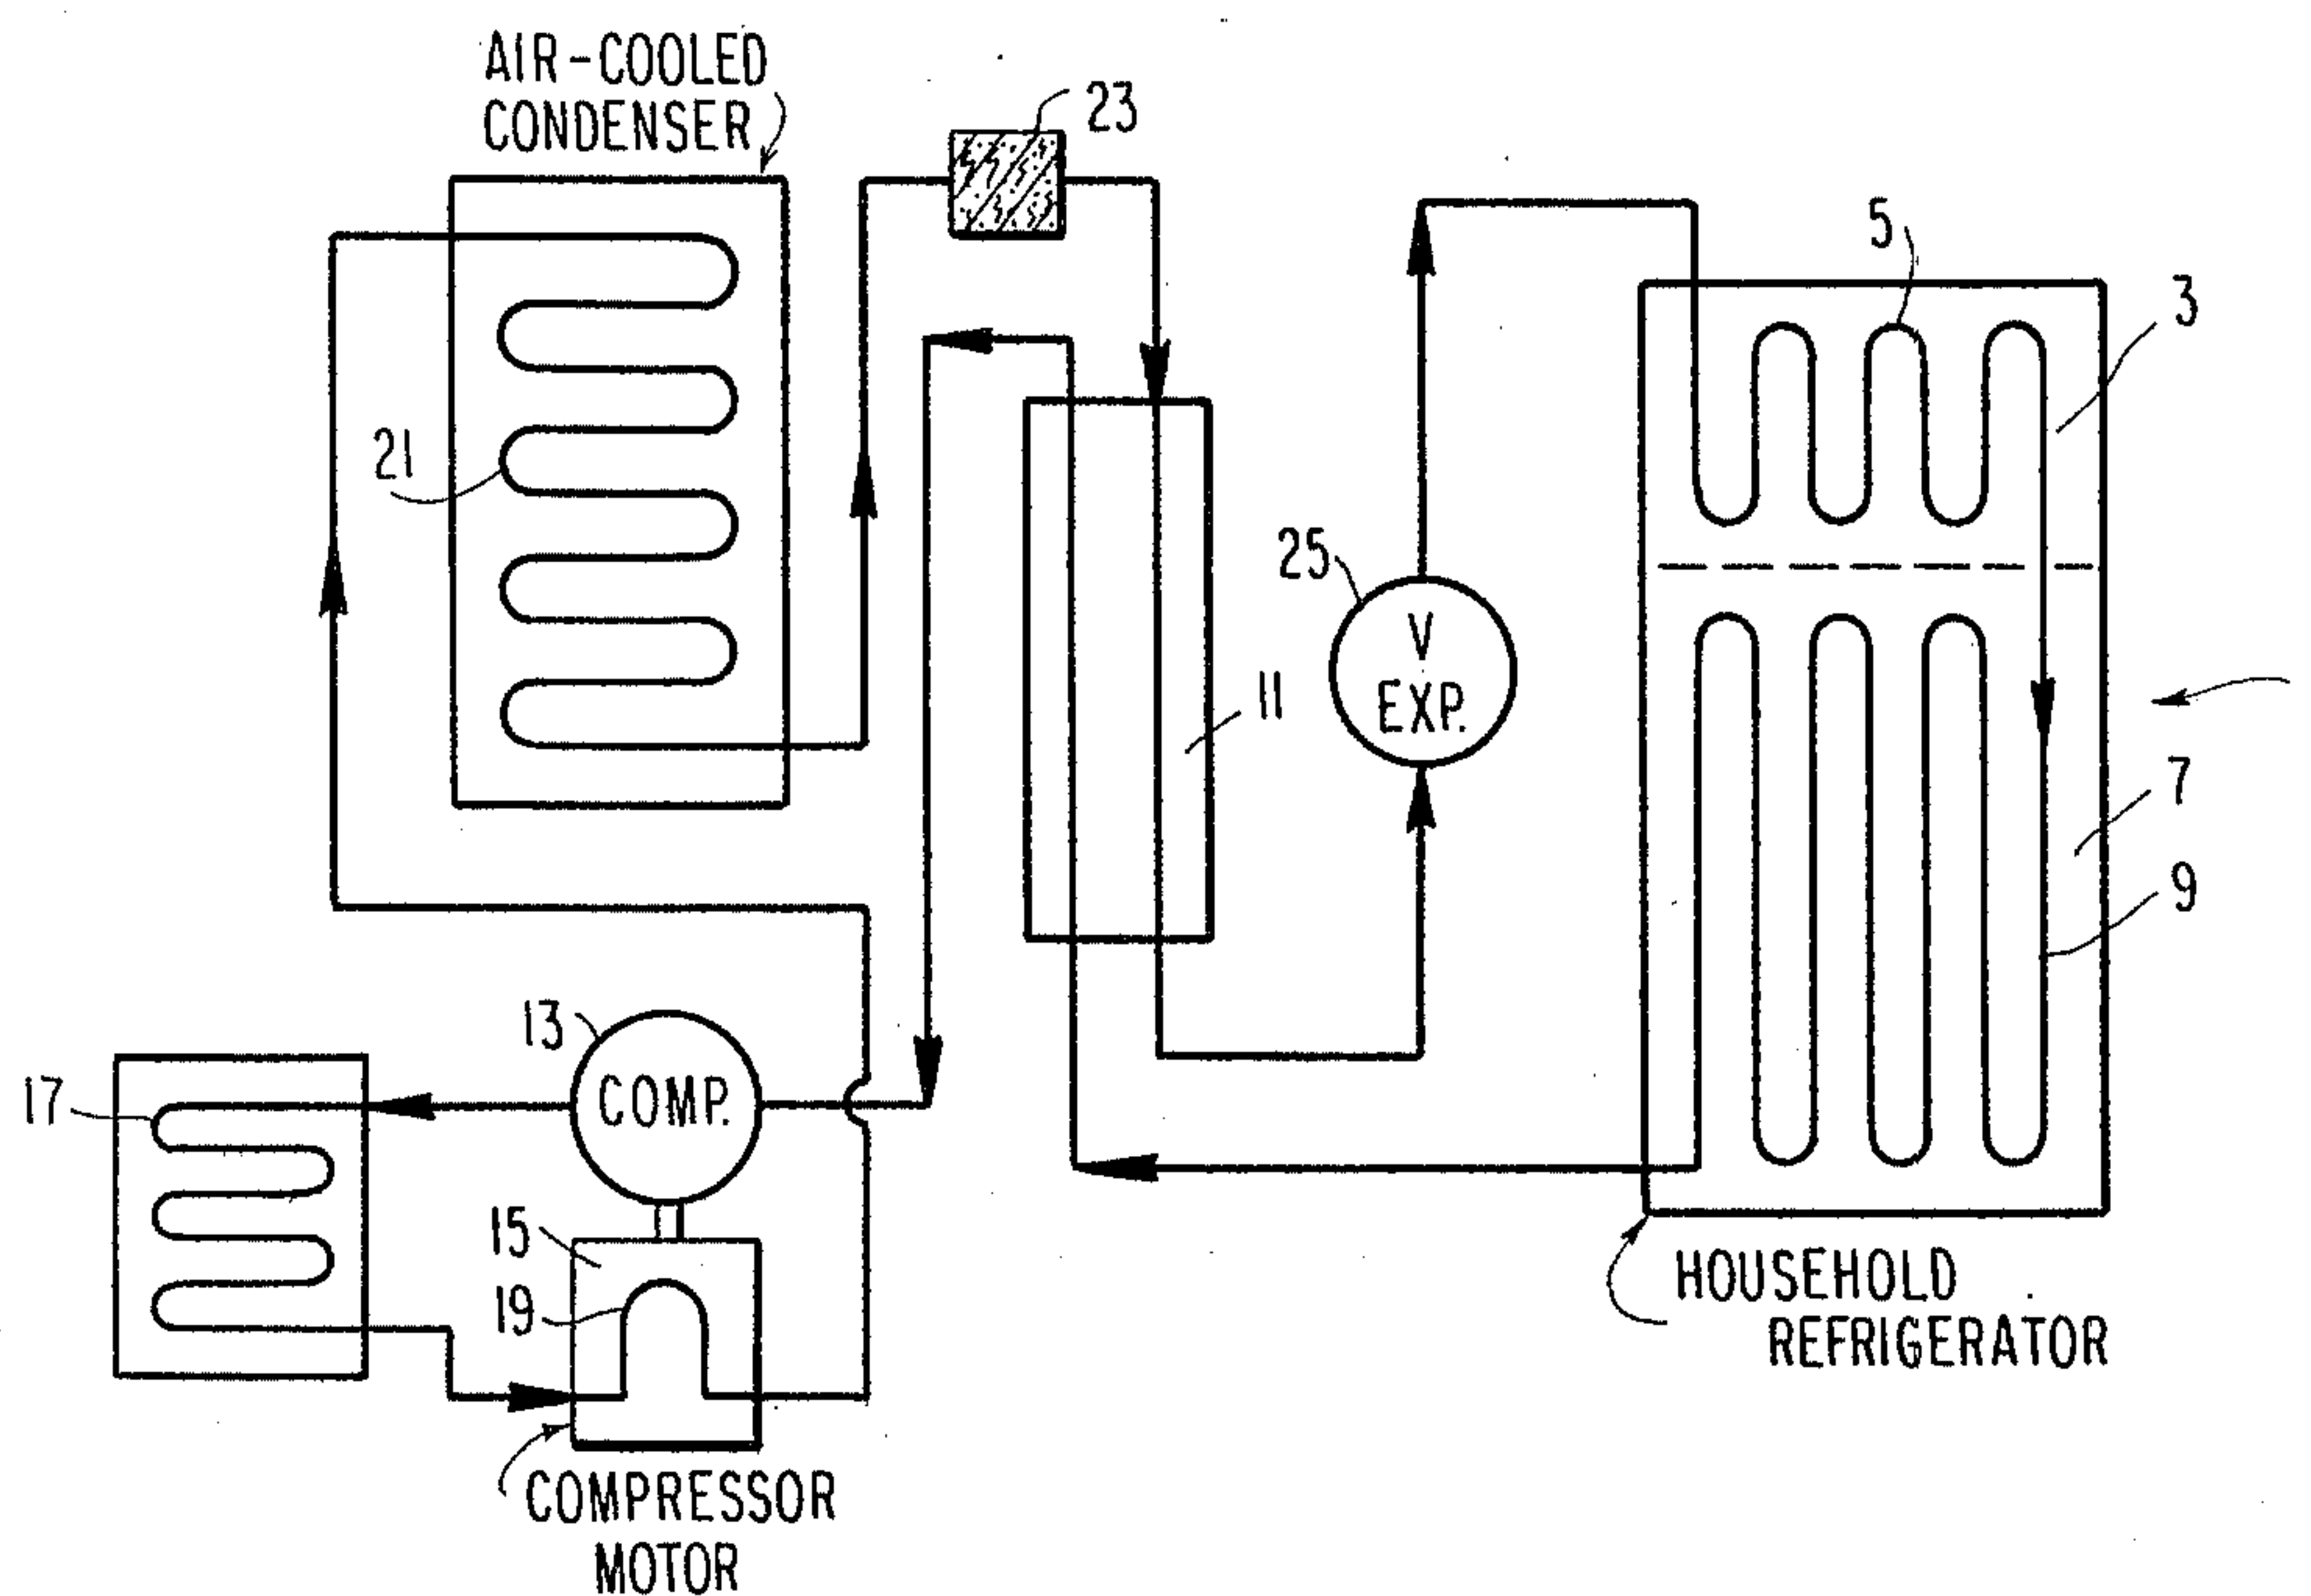 AIR-COOLED
CONDENSER
23
5
3
21
25
V
EXP.
11
7
9
13
COMP.
17
15
19
HOUSEHOLD
REFRIGERATOR
COMPRESSOR
MOTOR